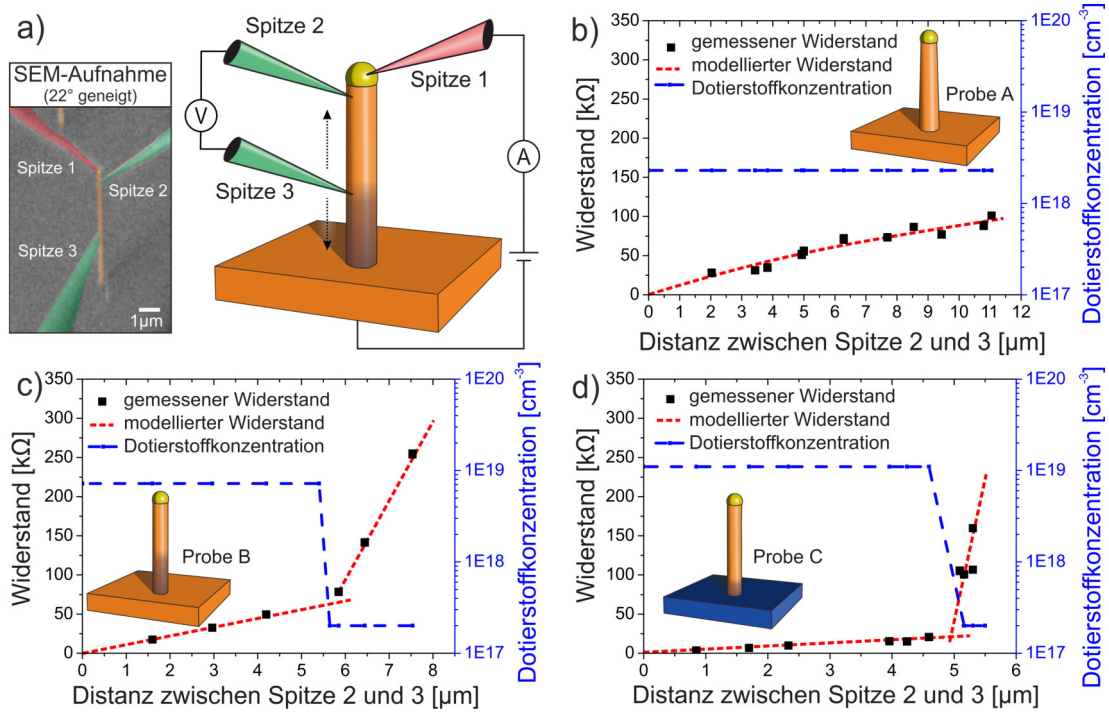 a)
SEM-Aufnahme
(22° geneigt)
Spitze 1
Spitze 2
Spitze 3
1µm
Spitze 2
Spitze 1
Spitze 3
V
A
b)
350
300
250
200
150
100
50
0
Widerstand [kΩ]
gemessener Widerstand
modellierter Widerstand
Dotierstoffkonzentration
Probe A
1E20
1E19
1E18
1E17
Dotierstoffkonzentration [cm⁻³]
0 1 2 3 4 5 6 7 8 9 10 11 12
Distanz zwischen Spitze 2 und 3 [µm]
c)
350
300
250
200
150
100
50
0
Widerstand [kΩ]
gemessener Widerstand
modellierter Widerstand
Dotierstoffkonzentration
Probe B
1E20
1E19
1E18
1E17
Dotierstoffkonzentration [cm⁻³]
0 1 2 3 4 5 6 7 8
Distanz zwischen Spitze 2 und 3 [µm]
d)
350
300
250
200
150
100
50
0
Widerstand [kΩ]
gemessener Widerstand
modellierter Widerstand
Dotierstoffkonzentration
Probe C
1E20
1E19
1E18
1E17
Dotierstoffkonzentration [cm⁻³]
0 1 2 3 4 5 6
Distanz zwischen Spitze 2 und 3 [µm]